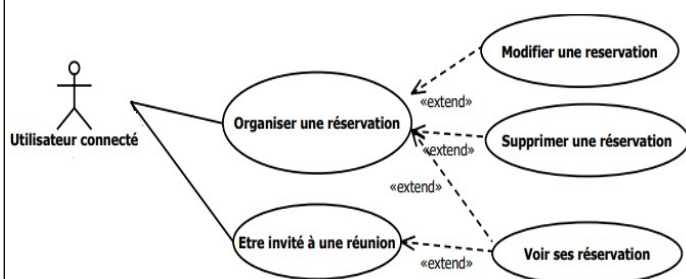 Modifier une reservation
«extend»
Utilisateur connecté
Organiser une réservation
«extend»
Supprimer une réservation
«extend»
Etre invité à une réunion
«extend»
Voir ses réservation